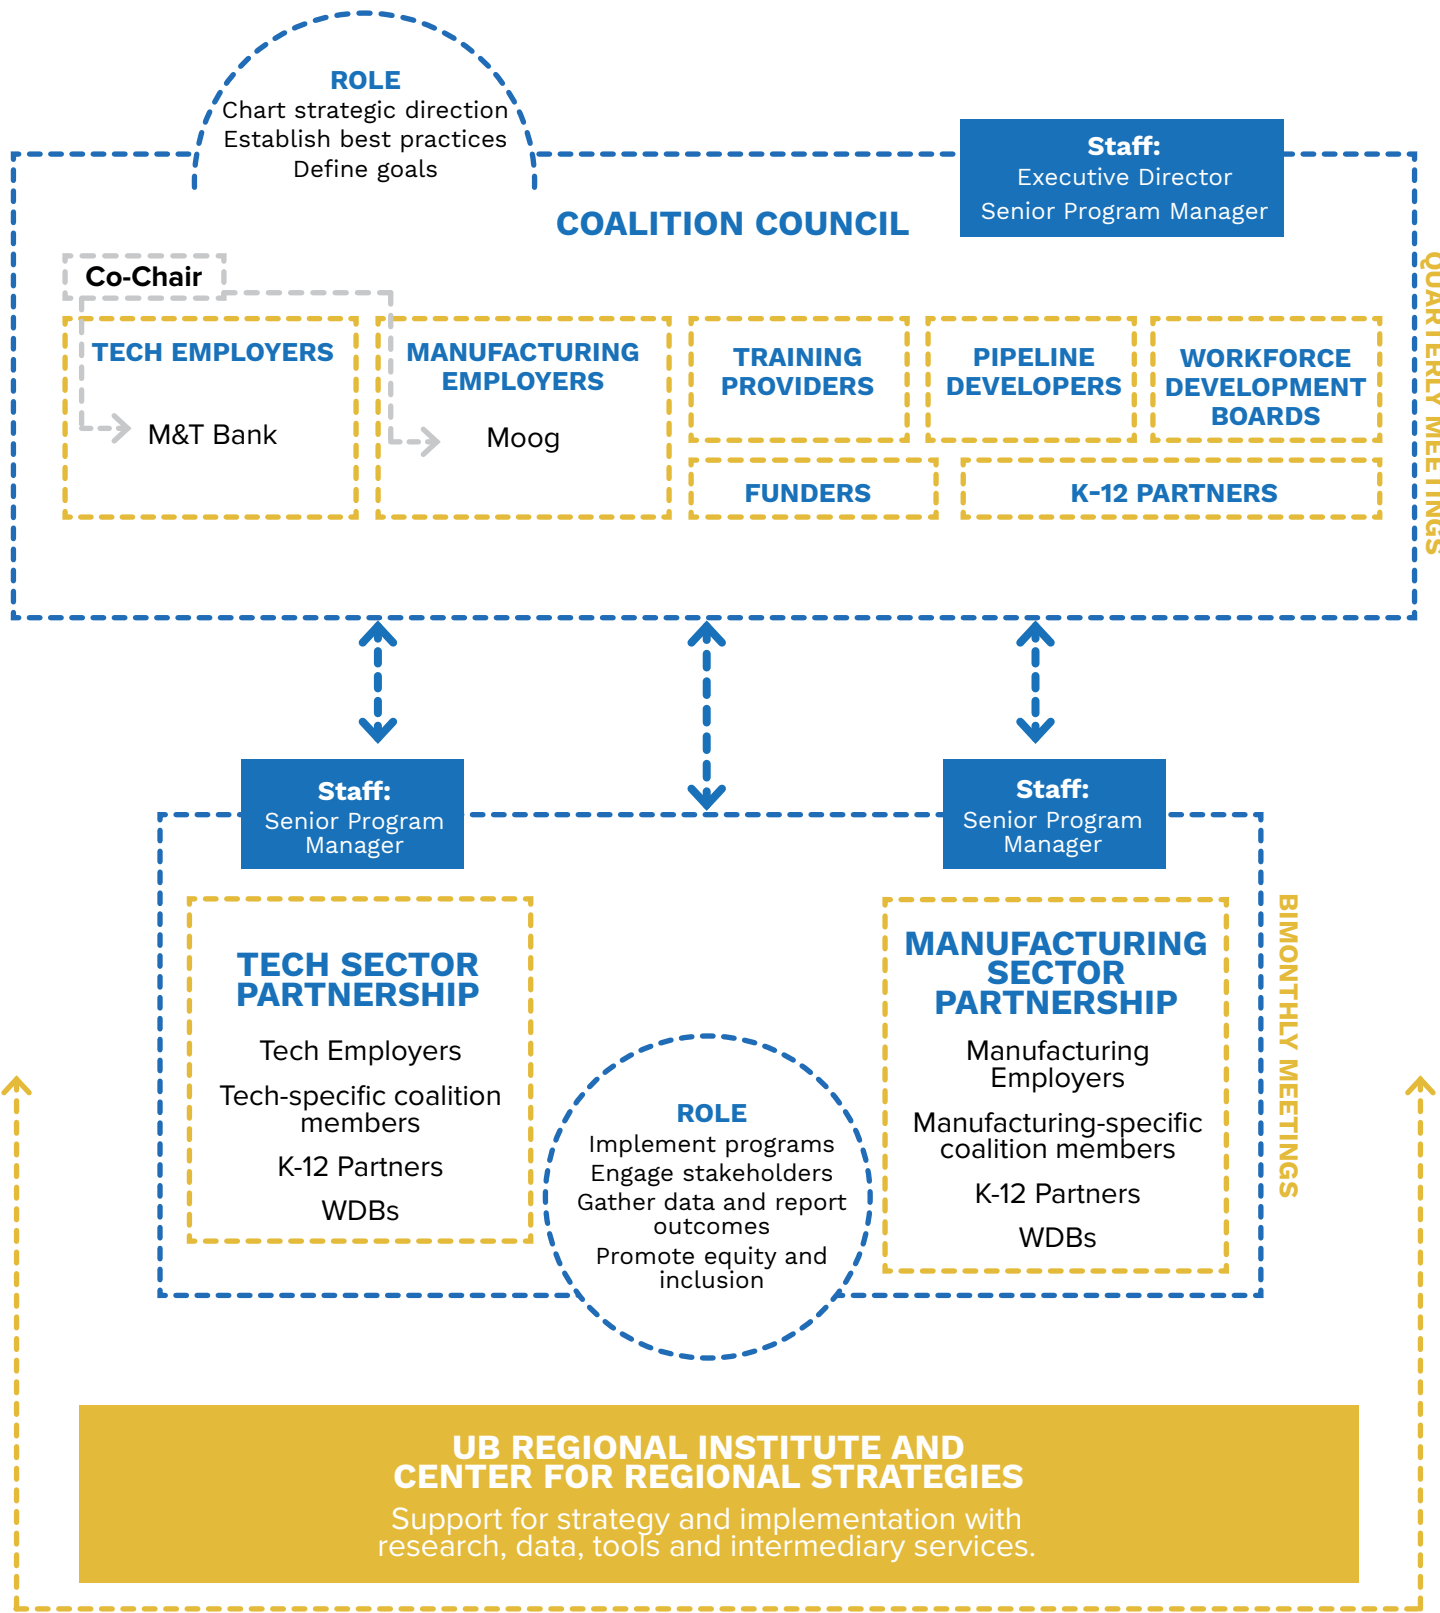 ROLE
Chart strategic direction
Establish best practices
Define goals
Staff:
Executive Director
Senior Program Manager
COALITION COUNCIL
Co-Chair
TECH EMPLOYERS
M&T Bank
MANUFACTURING
EMPLOYERS
Moog
TRAINING
PROVIDERS
PIPELINE
DEVELOPERS
WORKFORCE
DEVELOPMENT
BOARDS
FUNDERS
K-12 PARTNERS
QUARTERLY MEETINGS
Staff:
Senior Program
Manager
Staff:
Senior Program
Manager
TECH SECTOR
PARTNERSHIP
Tech Employers
Tech-specific coalition
members
K-12 Partners
WDBs
ROLE
Implement programs
Engage stakeholders
Gather data and report
outcomes
Promote equity and
inclusion
MANUFACTURING
SECTOR
PARTNERSHIP
Manufacturing
Employers
Manufacturing-specific
coalition members
K-12 Partners
WDBs
BIMONTHLY MEETINGS
UB REGIONAL INSTITUTE AND
CENTER FOR REGIONAL STRATEGIES
Support for strategy and implementation with
research, data, tools and intermediary services.